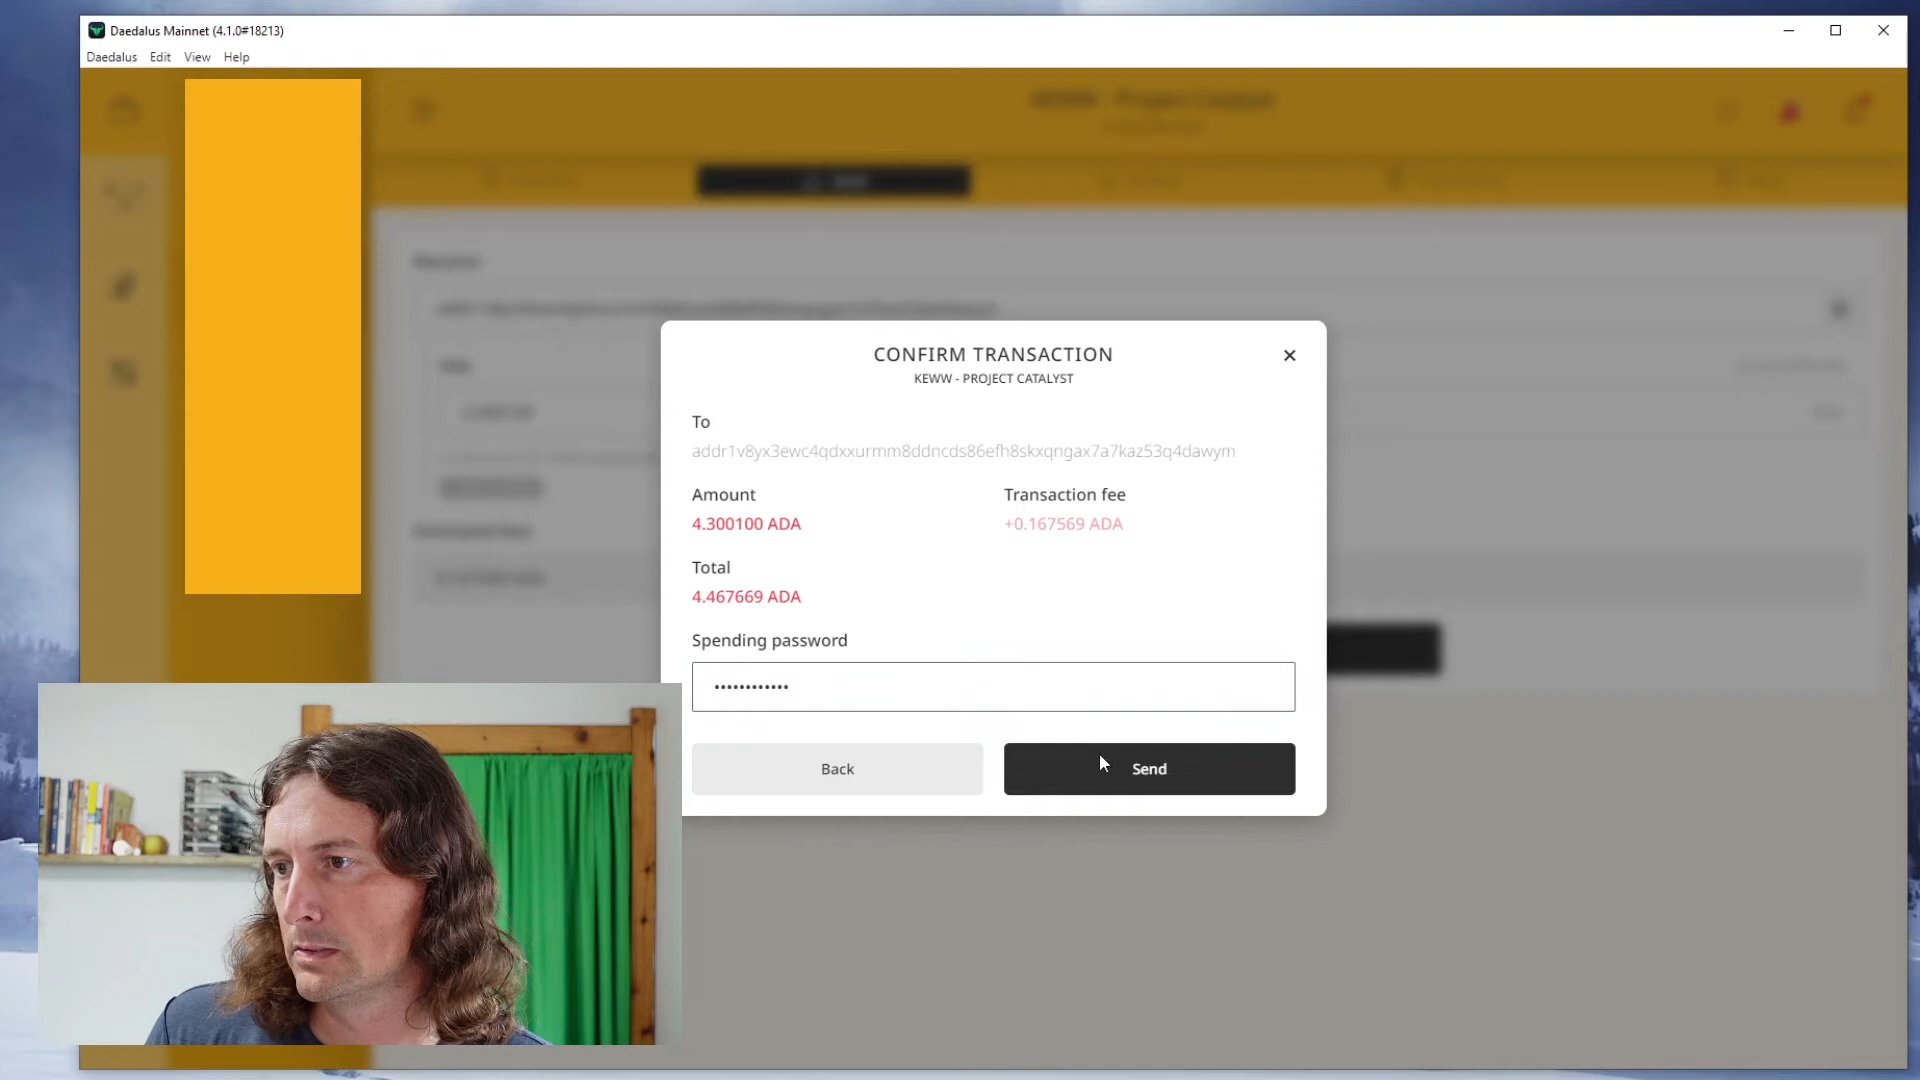 Daedalus Mainnet (4.1.0#18213)
Daedalus Edit View Help
CONFIRM TRANSACTION
KEWW - PROJECT CATALYST
To
addr1v8yx3ewc4qdxxurmm8ddncds86efh8skxqngax7a7kaz53q4dawym
Amount
Transaction fee
4.300100 ADA
+0.167569 ADA
Total
4.467669 ADA
Spending password
Back
Send